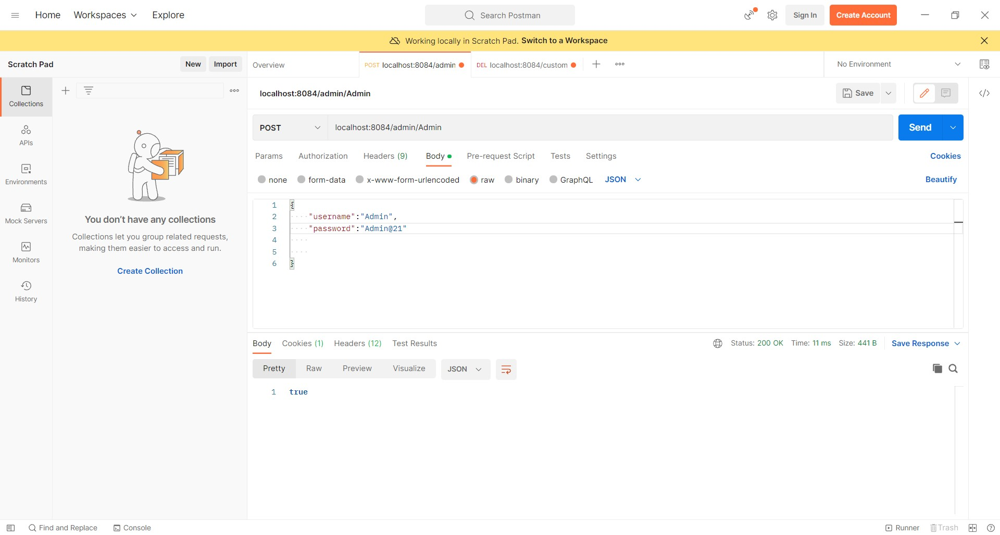 Home Workspaces Explore Search Postman Sign In Create Account
Working locally in Scratch Pad. Switch to a Workspace
Scratch Pad New Import Overview POST localhost:8084/admin DEL localhost:8084/custom No Environment
Collections
localhost:8084/admin/Admin Save
APIs
Environments
Mock Servers
Monitors
History
You don’t have any collections
Collections let you group related requests,
making them easier to access and run.
Create Collection
POST localhost:8084/admin/Admin Send
Params Authorization Headers (9) Body Pre-request Script Tests Settings Cookies
none form-data x-www-form-urlencoded raw binary GraphQL JSON Beautify
1 {
2 "username":"Admin",
3 "password":"Admin@21"
4
5
6 }
Body Cookies (1) Headers (12) Test Results Status: 200 OK Time: 11 ms Size: 441 B Save Response
Pretty Raw Preview Visualize JSON
1 true
Find and Replace Console Runner Trash